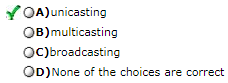 A)unicasting
B)multicasting
C)broadcasting
D)None of the choices are correct